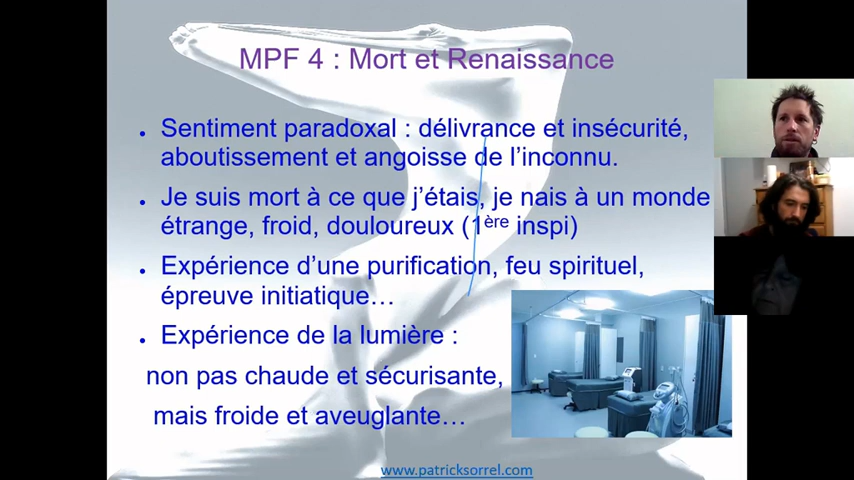 MPF 4 : Mort et Renaissance
• Sentiment paradoxal : délivrance et insécurité,
aboutissement et angoisse de l’inconnu.
• Je suis mort à ce que j’étais, je nais à un monde
étrange, froid, douloureux (1ère inspi)
• Expérience d’une purification, feu spirituel,
épreuve initiatique…
• Expérience de la lumière :
non pas chaude et sécurisante,
mais froide et aveuglante…
www.patricksorrel.com